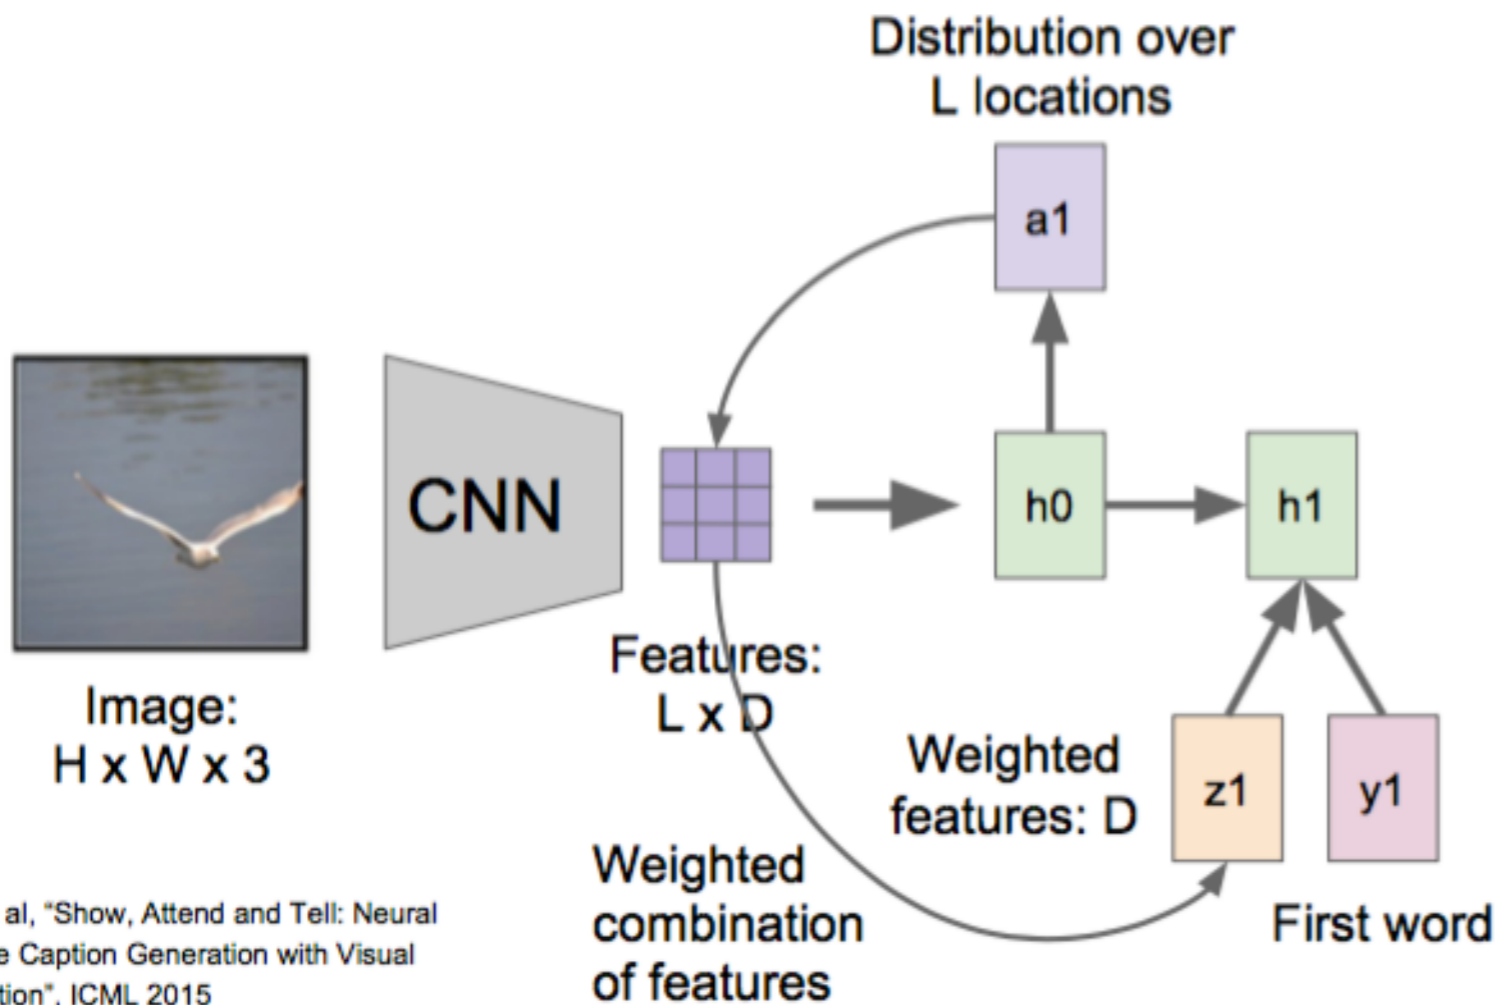 Distribution over
L locations
a1
CNN
h0
h1
Features:
L x D
Image:
H x W x 3
Weighted
features: D
z1
y1
Weighted
combination
of features
First word
al, “Show, Attend and Tell: Neural
e Caption Generation with Visual
tion”, ICML 2015